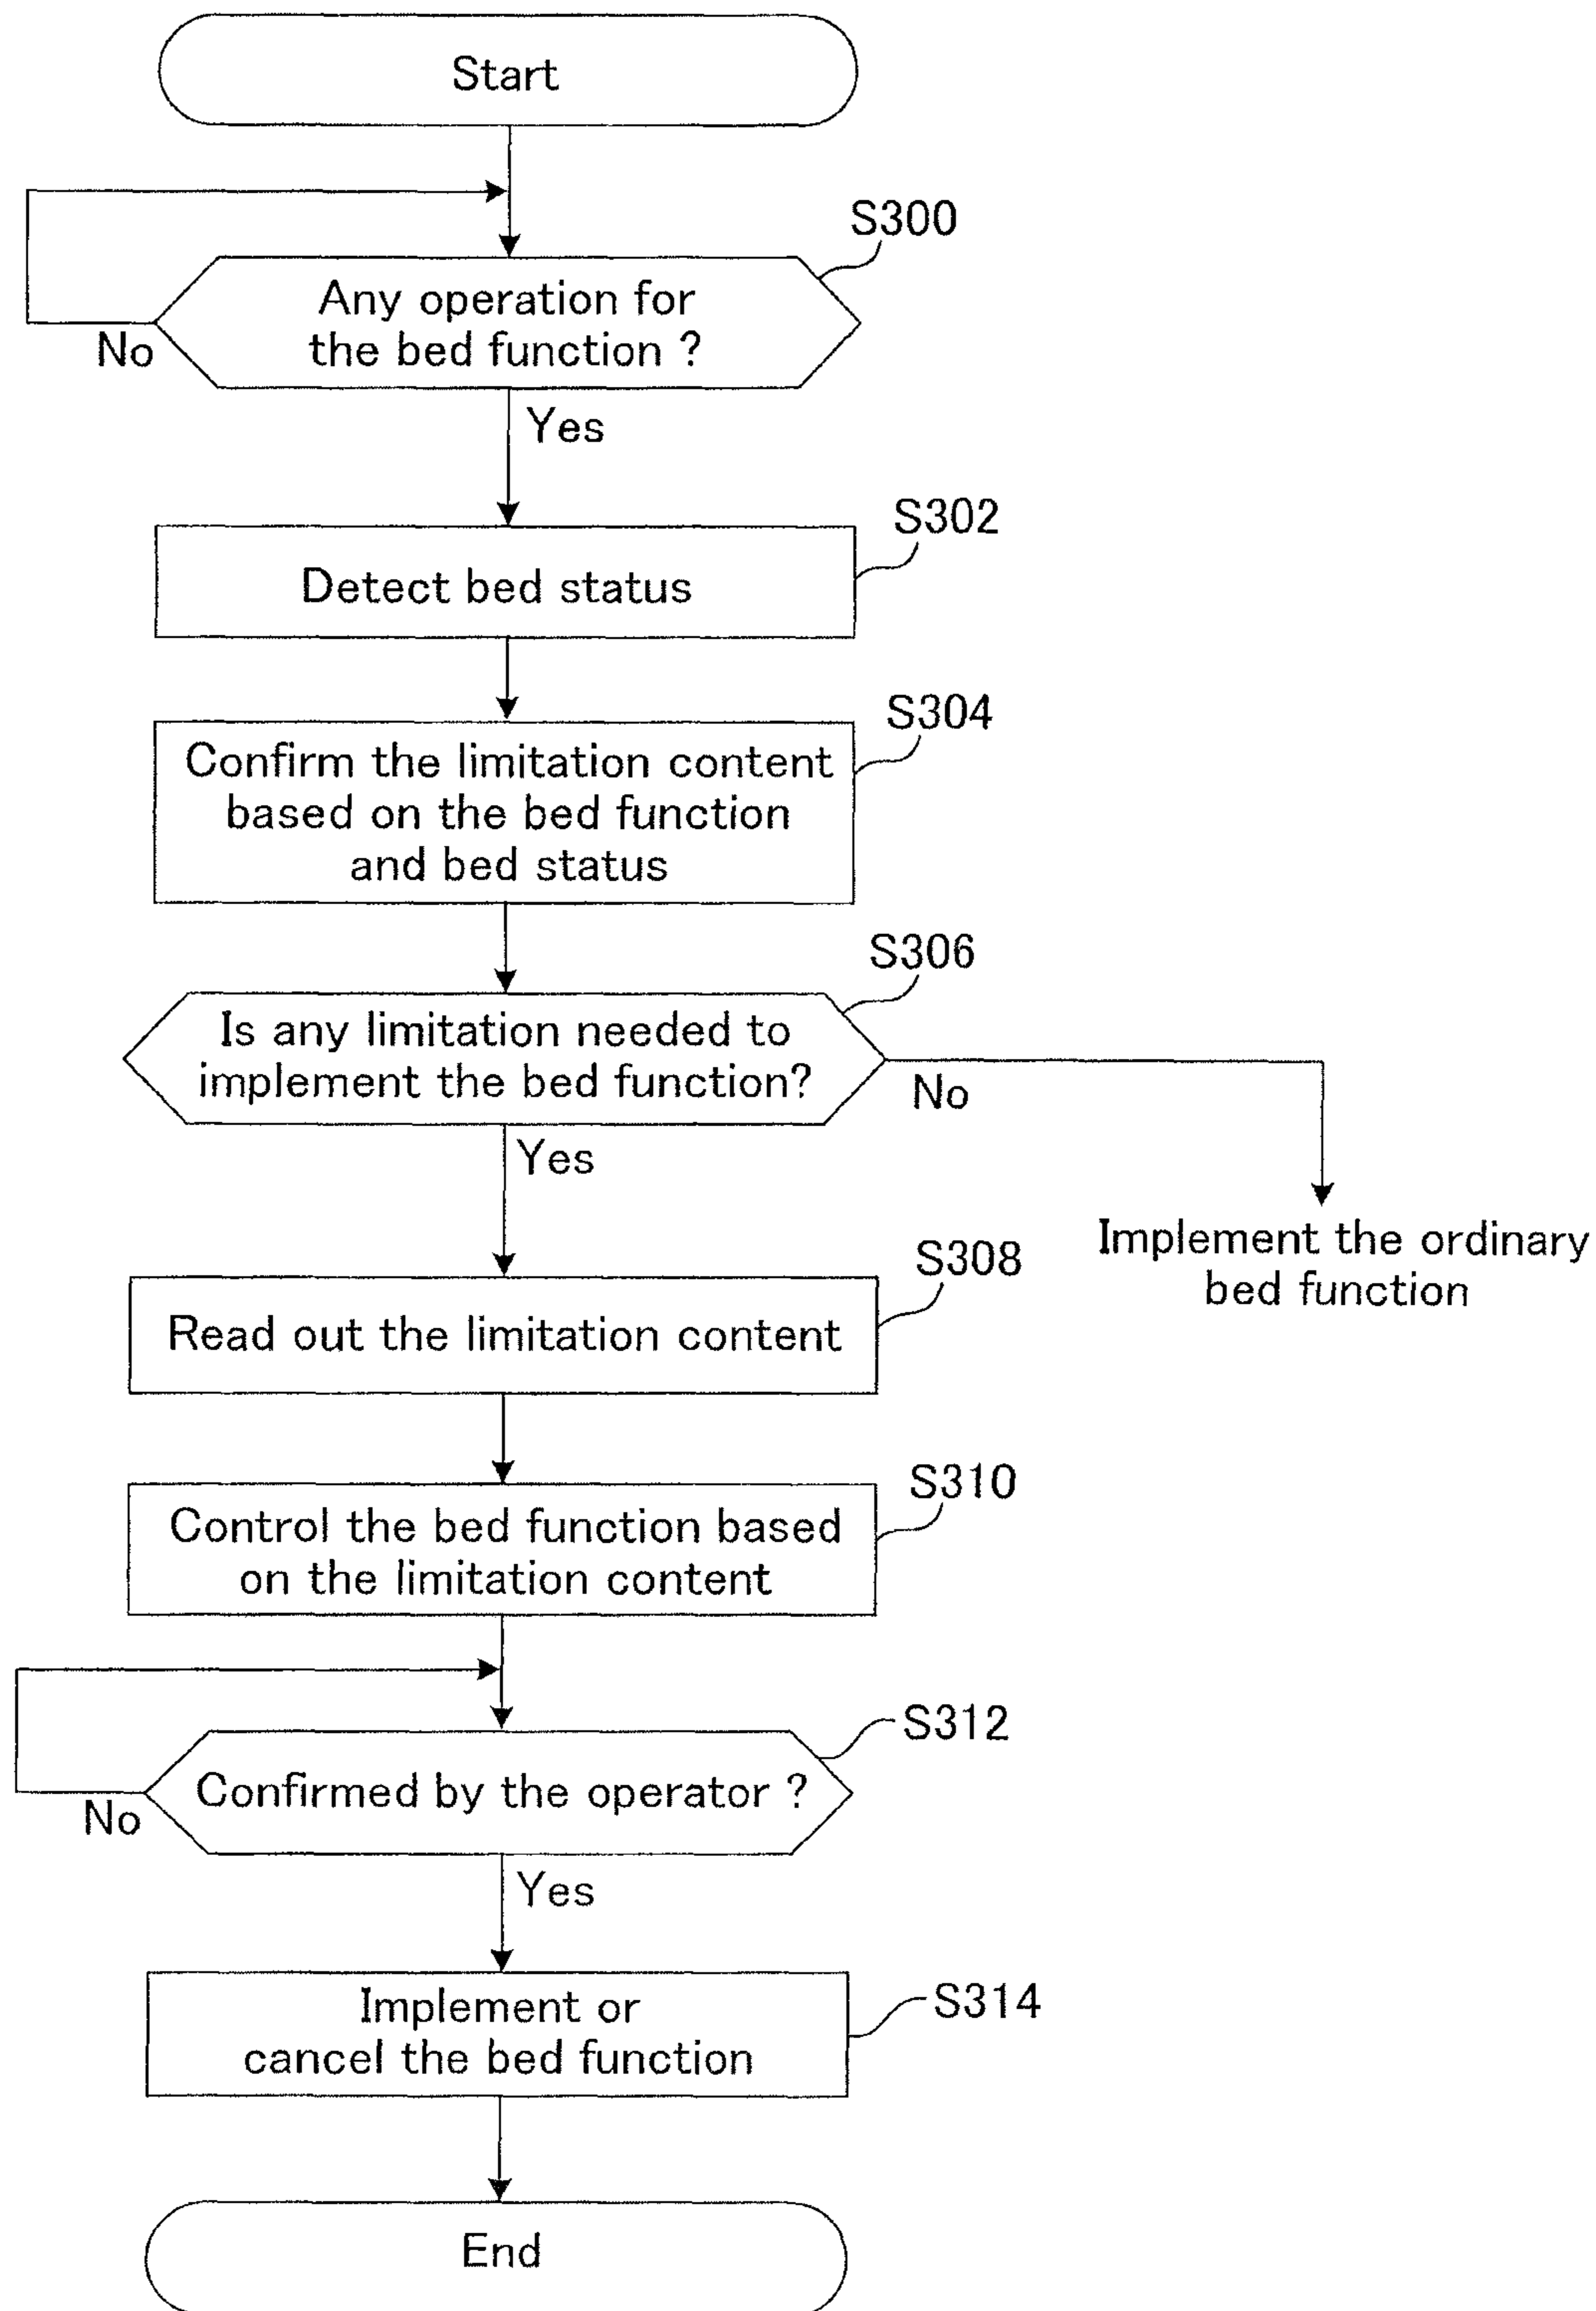 Start
S300
Any operation for
the bed function ?
No
Yes
S302
Detect bed status
S304
Confirm the limitation content
based on the bed function
and bed status
S306
Is any limitation needed to
implement the bed function?
No
Yes
Implement the ordinary
bed function
S308
Read out the limitation content
S310
Control the bed function based
on the limitation content
S312
Confirmed by the operator ?
No
Yes
S314
Implement or
cancel the bed function
End